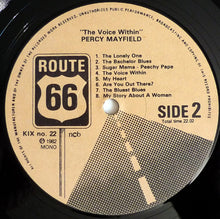 "The Voice Within"
PERCY MAYFIELD
ROUTE
66
1. The Lonely One
2. The Bachelor Blues
3. Sugar Mama - Peachy Papa
4. The Voice Within
5. My Heart
6. Are You Out There?
7. The Bluest Blues
8. My Story About A Woman
KIX no. 22
ncb
℗ 1982
MONO
SIDE 2
Total time 22.02